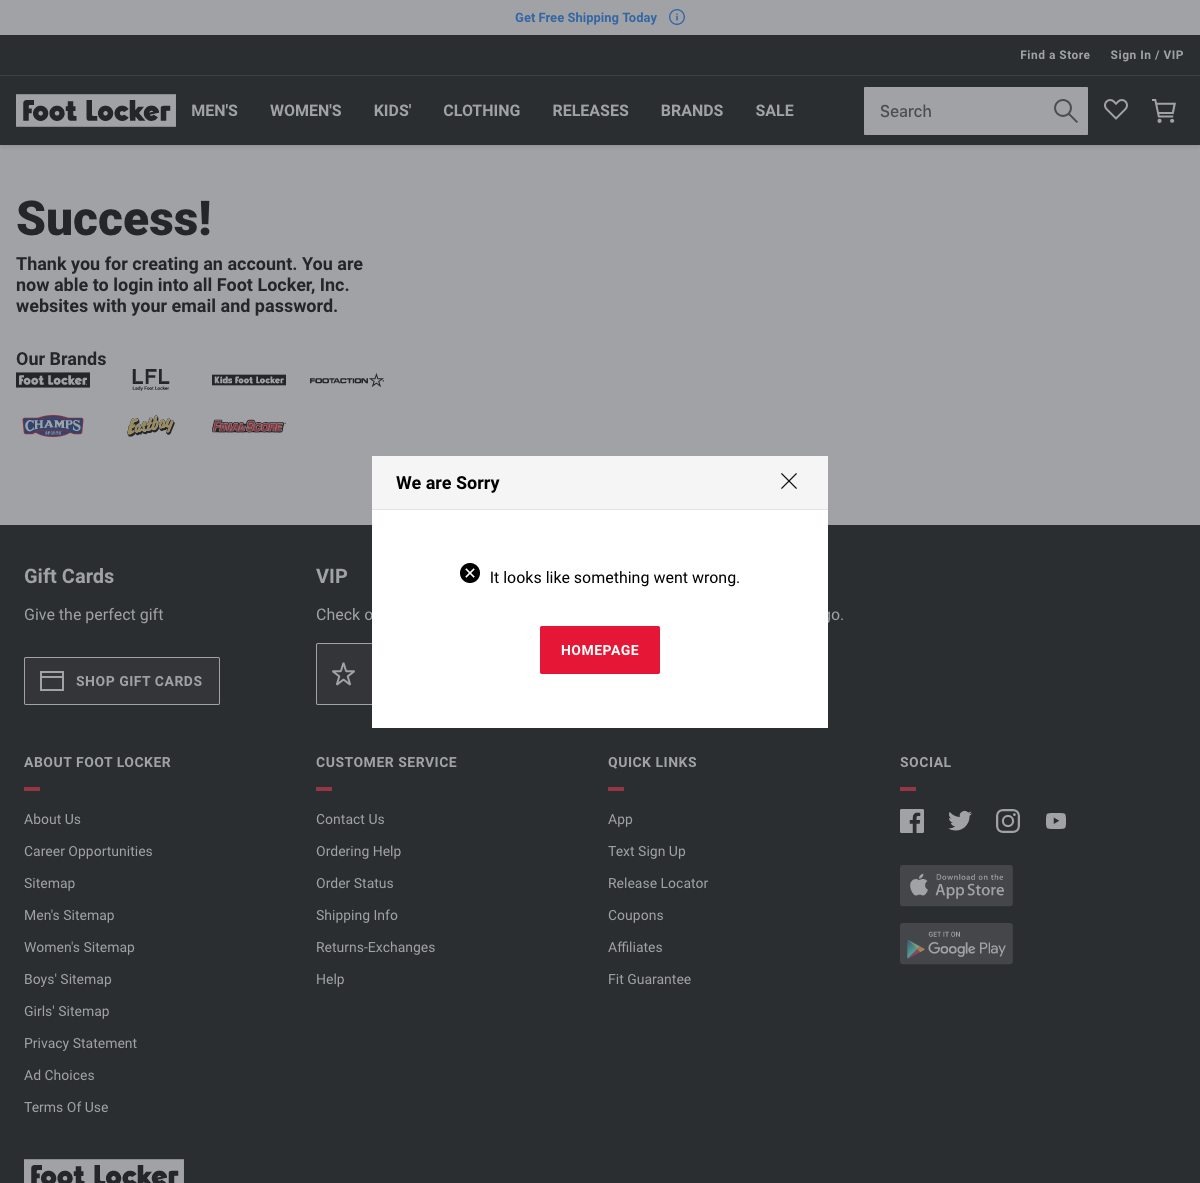 Get Free Shipping Today
Find a Store
Sign In / VIP
Foot Locker
MEN'S
WOMEN'S
KIDS'
CLOTHING
RELEASES
BRANDS
SALE
Search
Success!
Thank you for creating an account. You are
now able to login into all Foot Locker, Inc.
websites with your email and password.
Our Brands
Foot Locker
LFL
Lady Foot Locker
Kids Foot Locker
FOOTACTION
CHAMPS
SPORTS
Eastbay
FINAL-SCORE
We are Sorry
It looks like something went wrong.
HOMEPAGE
Gift Cards
Give the perfect gift
SHOP GIFT CARDS
VIP
Check
go.
ABOUT FOOT LOCKER
About Us
Career Opportunities
Sitemap
Men's Sitemap
Women's Sitemap
Boys' Sitemap
Girls' Sitemap
Privacy Statement
Ad Choices
Terms Of Use
CUSTOMER SERVICE
Contact Us
Ordering Help
Order Status
Shipping Info
Returns-Exchanges
Help
QUICK LINKS
App
Text Sign Up
Release Locator
Coupons
Affiliates
Fit Guarantee
SOCIAL
Download on the
App Store
GET IT ON
Google Play
Foot Locker